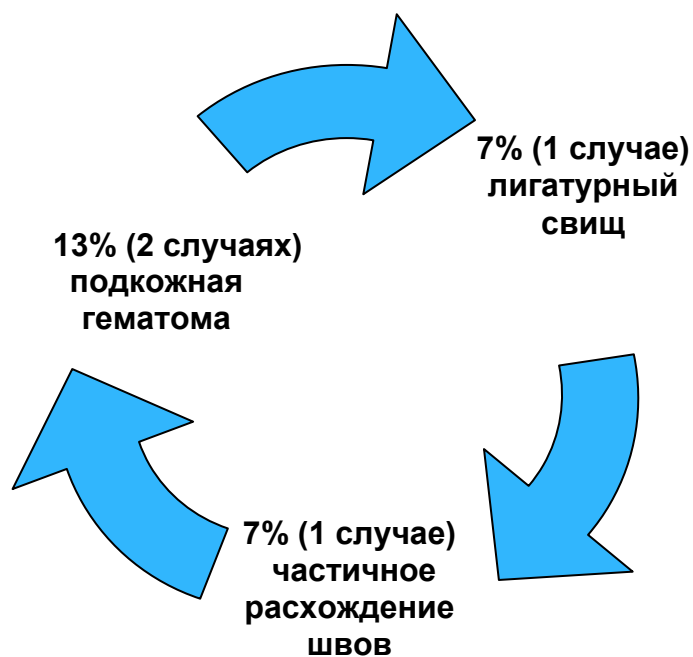 7% (1 случае)
лигатурный
свищ
13% (2 случаях)
подкожная
гематома
7% (1 случае)
частичное
расхождение
швов